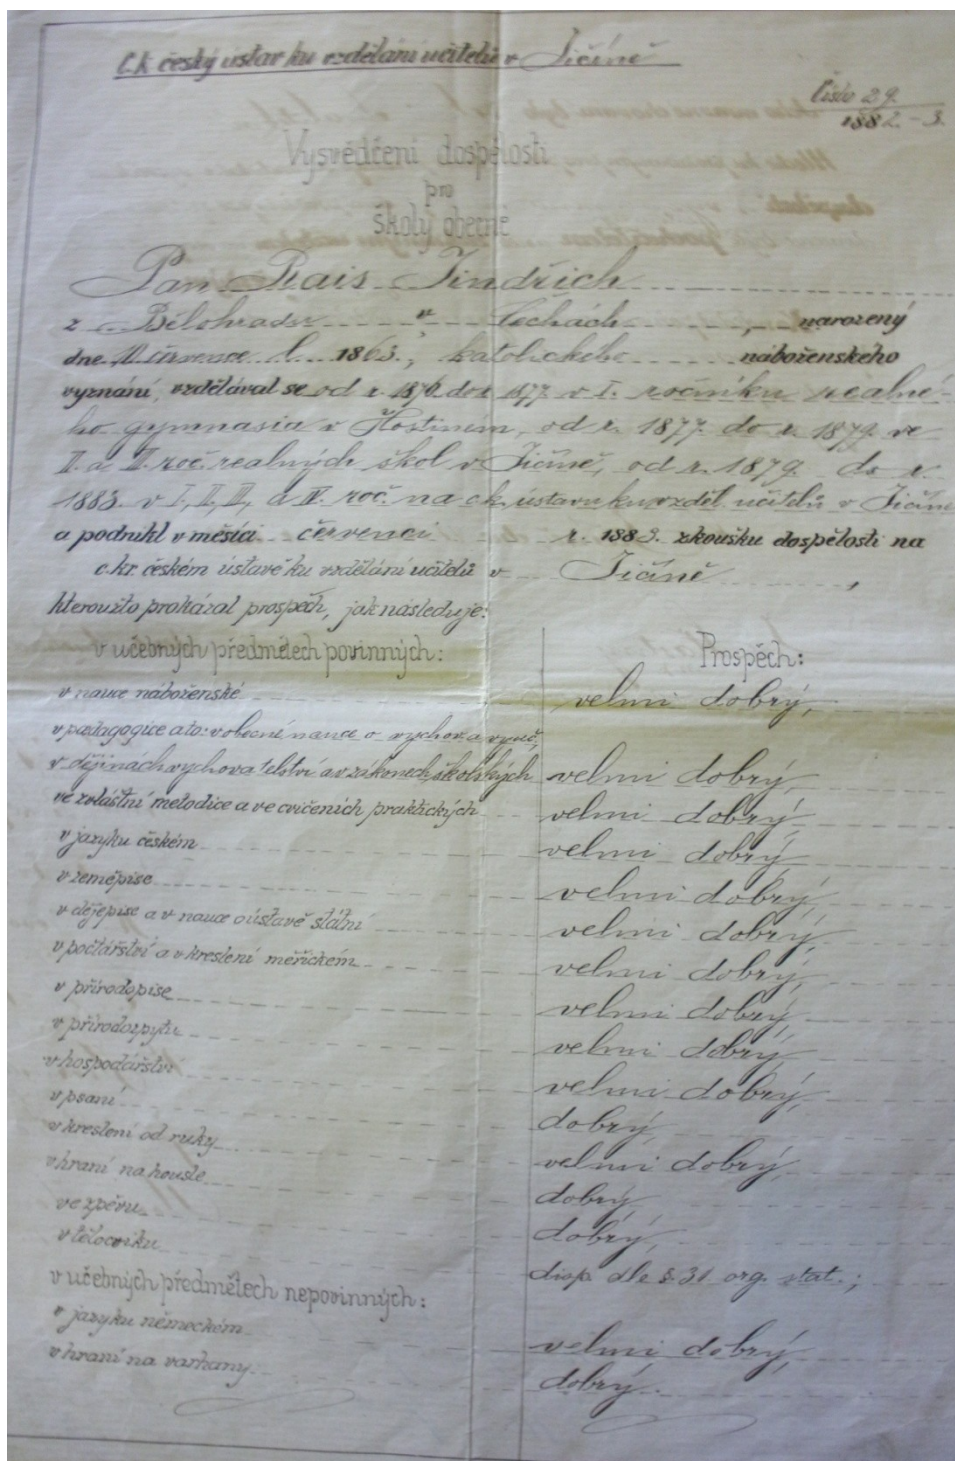 C.k. český ústav ku vzdělání učitelů v Jičíně
Číslo 29.
1882.-3.
Vysvědčení dospělosti
pro
školy obecné
Pan Rais Jindřich
z Bělohradu v Čechách, narozený
dne 11. července l. 1863., katolického náboženského
vyznání, vzdělával se od r. 1876 do r. 1877. v I. ročníku reálné-
ho gymnasia v Hostinném, od r. 1877. do r. 1879. ve
II. a III. roč. realných škol v Jičíně, od r. 1879. do r.
1883. v I., II., III., a IV. roč. na c.k. ústavu ku vzděl. učitelů v Jičíně
a podnikl v měsíci červenci r. 1883. zkoušku dospělosti na
c. kr. českém ústavě ku vzdělání učitelů v Jičíně,
kteroužto prokázal prospěch, jak následuje:
v učebných předmětech povinných: Prospěch:
v nauce náboženské velmi dobrý,
v pædagogice a to: v obecné nauce o vychov. a vyuč.,
v dějinách vychovatelství a v zákonech školských velmi dobrý,
ve zvláštní metodice a ve cvičeních praktických velmi dobrý,
v jazyku českém velmi dobrý,
v zeměpise velmi dobrý,
v dějepise a v nauce o ústavě státní velmi dobrý,
v počtářství a v kreslení měřickém velmi dobrý,
v přírodopise velmi dobrý,
v přírodozpytu velmi dobrý,
v hospodářství velmi dobrý,
v psaní dobrý,
v kreslení od ruky velmi dobrý,
v hraní na housle dobrý,
ve zpěvu dobrý,
v tělocviku disp. dle §. 31. org. stat.;
v učebných předmětech nepovinných:
v jazyku německém velmi dobrý,
v hraní na varhany dobrý.